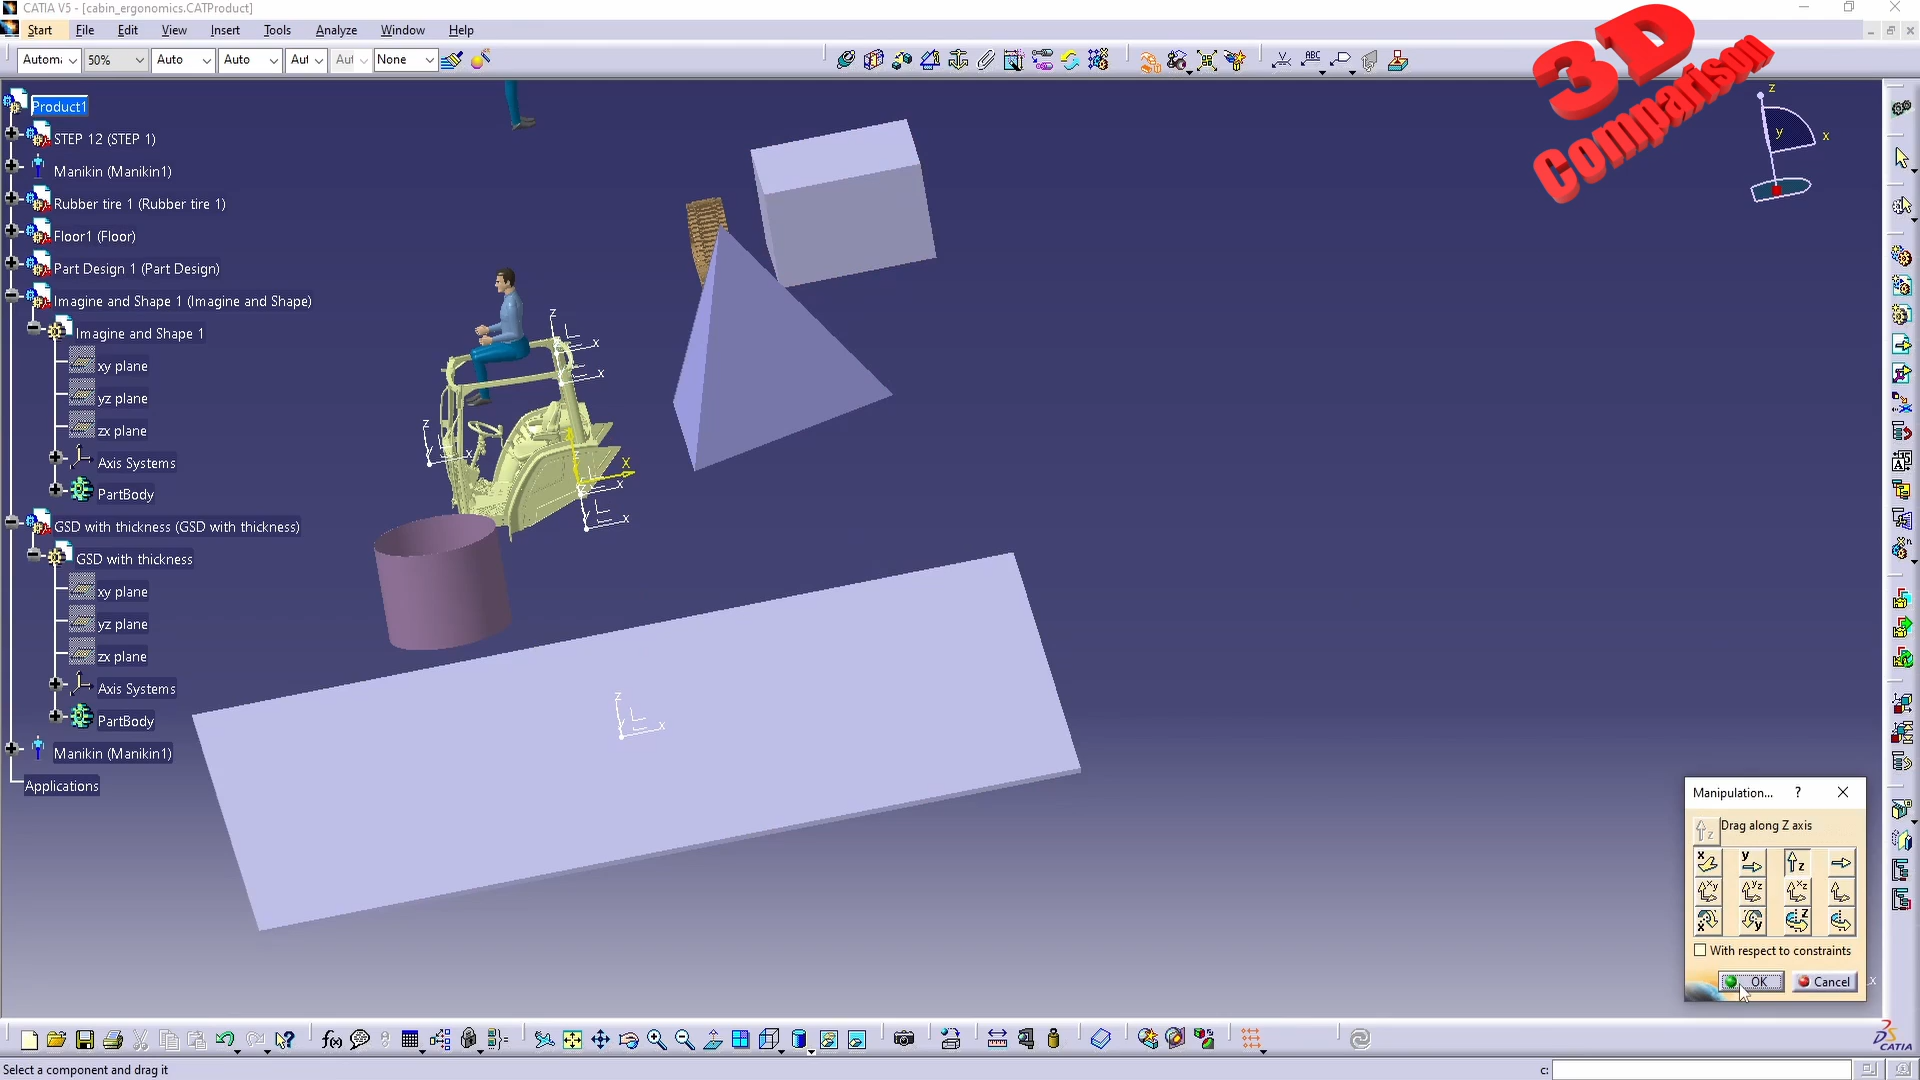 CATIA V5 - [cabin_ergonomics.CATProduct]
Start File Edit View Insert Tools Analyze Window Help
Autom 50% Auto Auto Aut Aut None
ABC
3D
Comparison
z
y
x
Product1
STEP 12 (STEP 1)
Manikin (Manikin1)
Rubber tire 1 (Rubber tire 1)
Floor1 (Floor)
Part Design 1 (Part Design)
Imagine and Shape 1 (Imagine and Shape)
Imagine and Shape 1
xy plane
yz plane
zx plane
Axis Systems
PartBody
GSD with thickness (GSD with thickness)
GSD with thickness
xy plane
yz plane
zx plane
Axis Systems
PartBody
Manikin (Manikin1)
Applications
Manipulation... ?
Drag along Z axis
With respect to constraints
OK Cancel
f(x)
CATIA
Select a component and drag it
c: